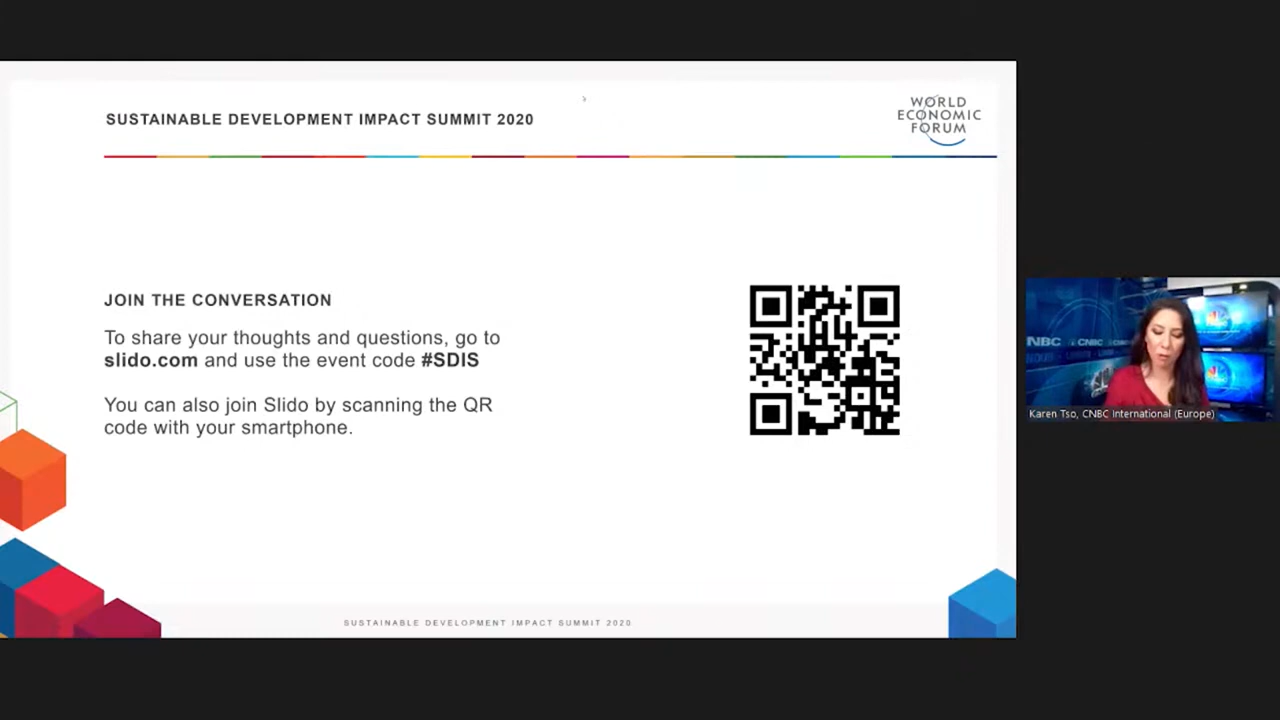 SUSTAINABLE DEVELOPMENT IMPACT SUMMIT 2020
WORLD
ECONOMIC
FORUM
JOIN THE CONVERSATION
To share your thoughts and questions, go to
slido.com and use the event code #SDIS
You can also join Slido by scanning the QR
code with your smartphone.
NBC
CNBC
Karen Tso, CNBC International (Europe)
SUSTAINABLE DEVELOPMENT IMPACT SUMMIT 2020